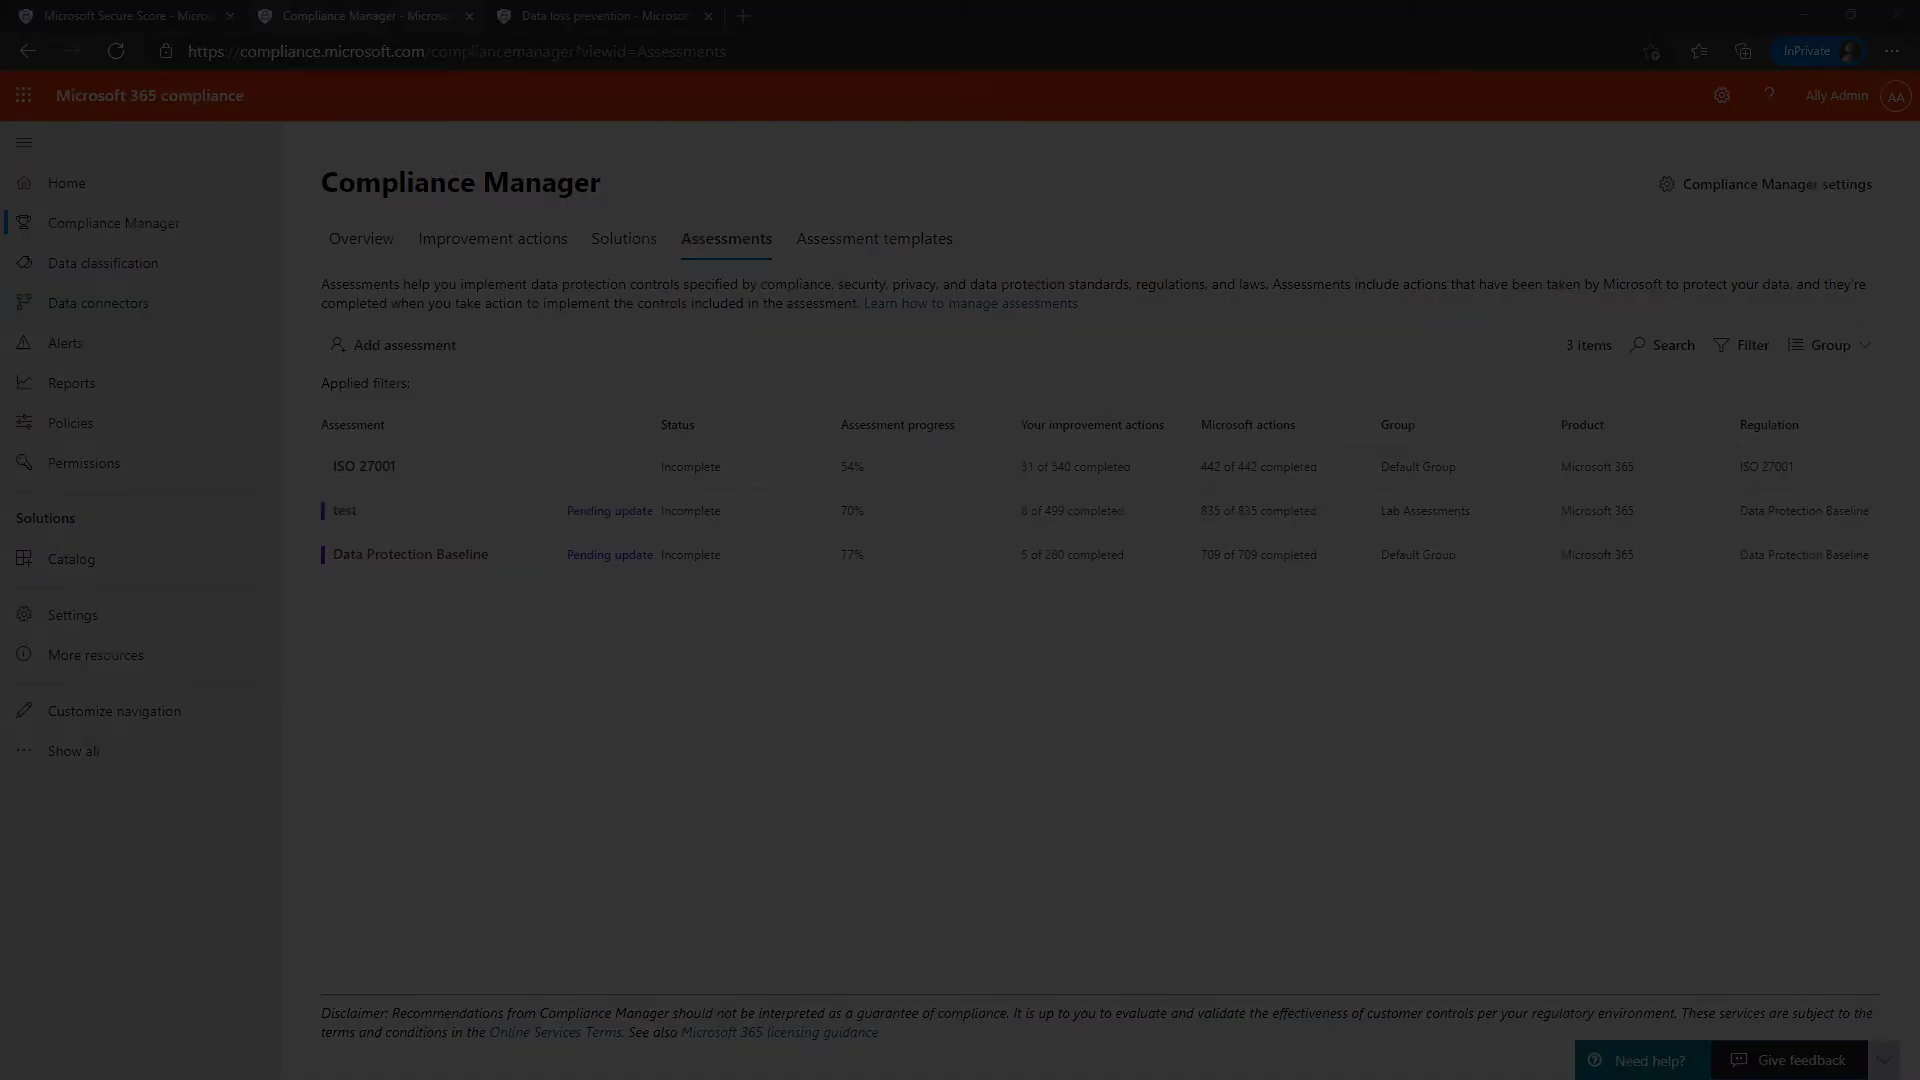 Microsoft Secure Score - Micros
Compliance Manager - Microso
Data loss prevention - Microsof
https://compliance.microsoft.com/compliancemanager?viewid=Assessments
InPrivate
Microsoft 365 compliance
Ally Admin
AA
Home
Compliance Manager
Data classification
Data connectors
Alerts
Reports
Policies
Permissions
Solutions
Catalog
Settings
More resources
Customize navigation
Show all
Compliance Manager
Compliance Manager settings
Overview Improvement actions Solutions Assessments Assessment templates
Assessments help you implement data protection controls specified by compliance, security, privacy, and data protection standards, regulations, and laws. Assessments include actions that have been taken by Microsoft to protect your data, and they're
completed when you take action to implement the controls included in the assessment. Learn how to manage assessments
Add assessment
3 items Search Filter Group
Applied filters:
Assessment Status Assessment progress Your improvement actions Microsoft actions Group Product Regulation
ISO 27001 Incomplete 54% 31 of 540 completed 442 of 442 completed Default Group Microsoft 365 ISO 27001
test Pending update Incomplete 70% 8 of 499 completed 835 of 835 completed Lab Assessments Microsoft 365 Data Protection Baseline
Data Protection Baseline Pending update Incomplete 77% 5 of 280 completed 709 of 709 completed Default Group Microsoft 365 Data Protection Baseline
Disclaimer: Recommendations from Compliance Manager should not be interpreted as a guarantee of compliance. It is up to you to evaluate and validate the effectiveness of customer controls per your regulatory environment. These services are subject to the
terms and conditions in the Online Services Terms. See also Microsoft 365 licensing guidance
Need help?
Give feedback